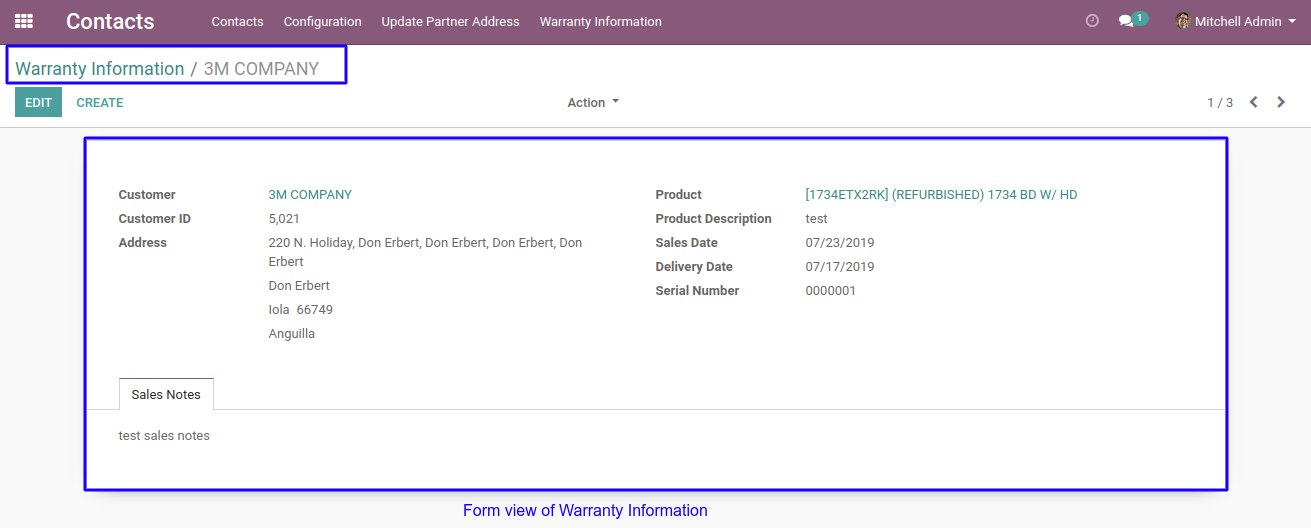 Contacts Contacts Configuration Update Partner Address Warranty Information 1 Mitchell Admin
Warranty Information / 3M COMPANY
EDIT CREATE Action 1 / 3
Customer 3M COMPANY Product [1734ETX2RK] (REFURBISHED) 1734 BD W/ HD
Customer ID 5,021 Product Description test
Address 220 N. Holiday, Don Erbert, Don Erbert, Don Erbert, Don Sales Date 07/23/2019
Erbert Delivery Date 07/17/2019
Don Erbert Serial Number 0000001
Iola 66749
Anguilla
Sales Notes
test sales notes
Form view of Warranty Information